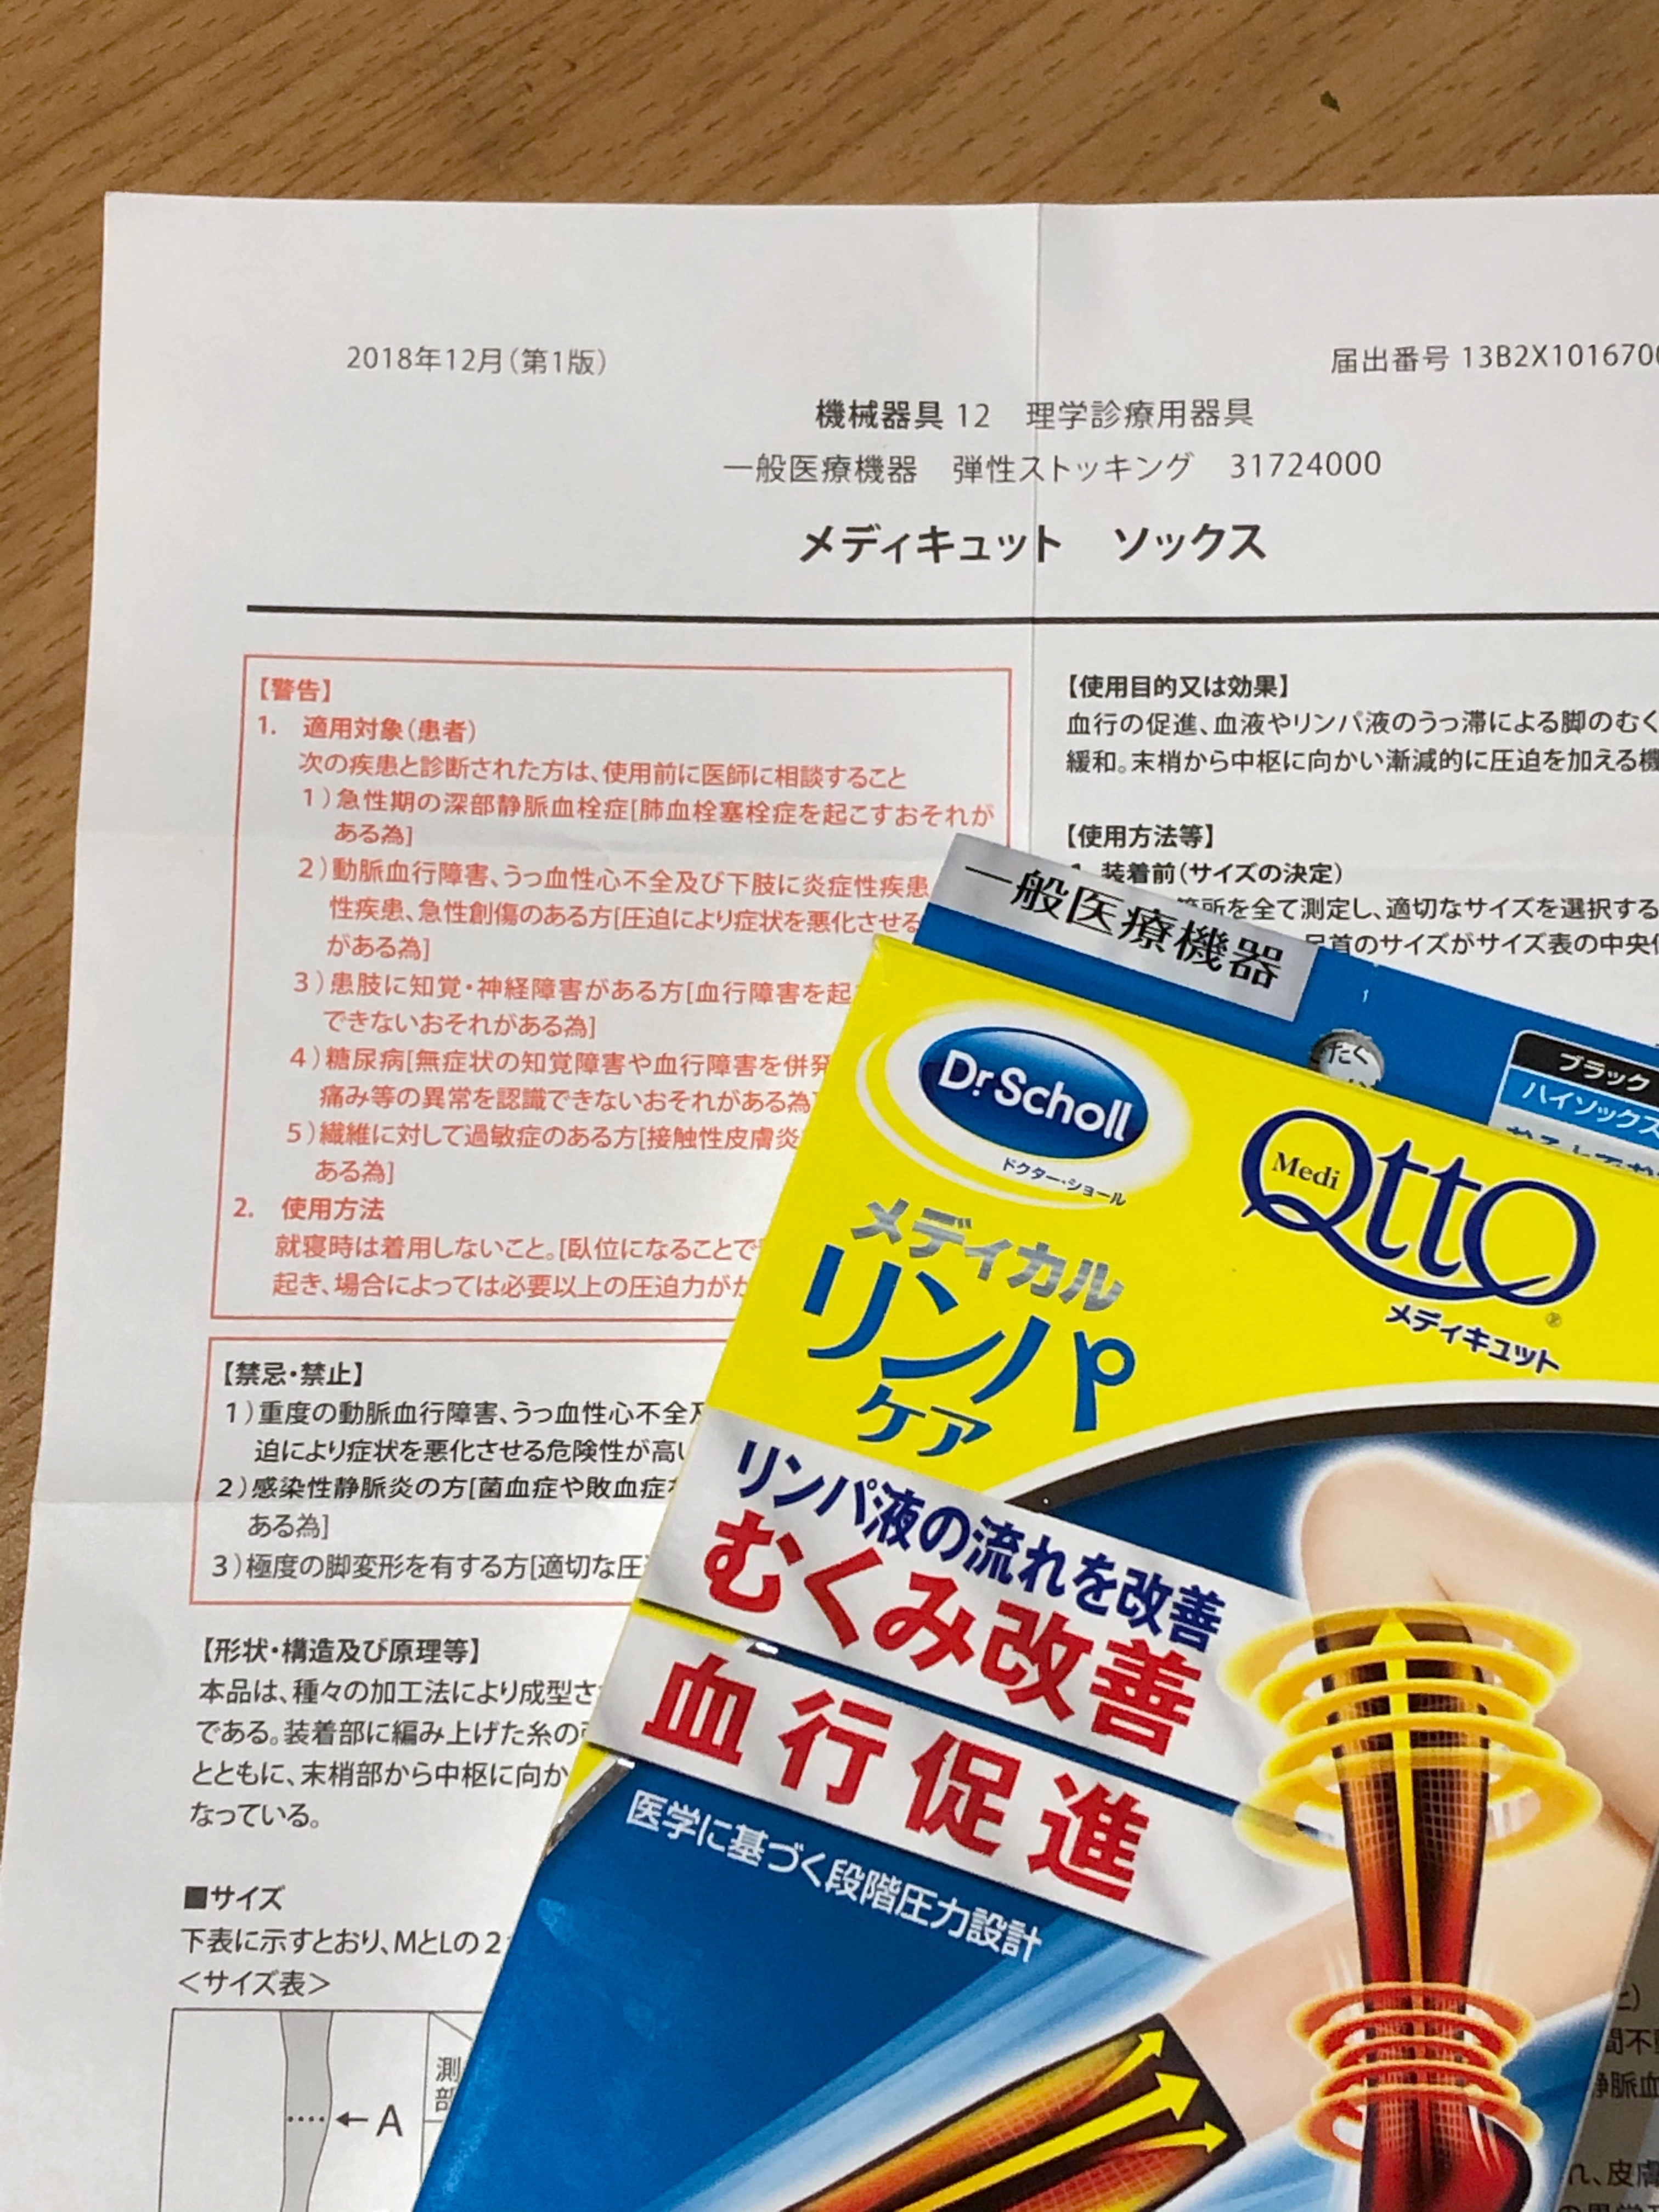 2018年12月(第1版)
届出番号 13B2X1016700
機械器具 12 理学診療用器具
一般医療機器 弾性ストッキング 31724000
メディキュット ソックス
【警告】
1. 適用対象(患者)
次の疾患と診断された方は、使用前に医師に相談すること
1)急性期の深部静脈血栓症[肺血栓塞栓症を起こすおそれが
ある為]
2)動脈血行障害、うっ血性心不全及び下肢に炎症性疾患
性疾患、急性創傷のある方[圧迫により症状を悪化させる
がある為]
3)患肢に知覚・神経障害がある方[血行障害を起
できないおそれがある為]
4)糖尿病[無症状の知覚障害や血行障害を併発
痛み等の異常を認識できないおそれがある為
5)繊維に対して過敏症のある方[接触性皮膚炎
ある為]
2. 使用方法
就寝時は着用しないこと。[臥位になることで
起き、場合によっては必要以上の圧迫力がか
【禁忌・禁止】
1)重度の動脈血行障害、うっ血性心不全及
迫により症状を悪化させる危険性が高い
2)感染性静脈炎の方[菌血症や敗血症を
ある為]
3)極度の脚変形を有する方[適切な圧迫
【形状・構造及び原理等】
本品は、種々の加工法により成型さ
である。装着部に編み上げた糸の
とともに、末梢部から中枢に向か
なっている。
■サイズ
下表に示すとおり、MとLの2
<サイズ表>
測
部
A
【使用目的又は効果】
血行の促進、血液やリンパ液のうっ滞による脚のむく
緩和。末梢から中枢に向かい漸減的に圧迫を加える機
【使用方法等】
1. 装着前(サイズの決定)
箇所を全て測定し、適切なサイズを選択する
足首のサイズがサイズ表の中央
一般医療機器
たく
ブラック
ハイソックス
Dr.Scholl
ドクター・ショール
Medi QttO®
メディキュット
メディカル
リンパ
ケア
リンパ液の流れを改善
むくみ改善
血行促進
医学に基づく段階圧力設計
と)
間不
静脈血
れ、皮膚